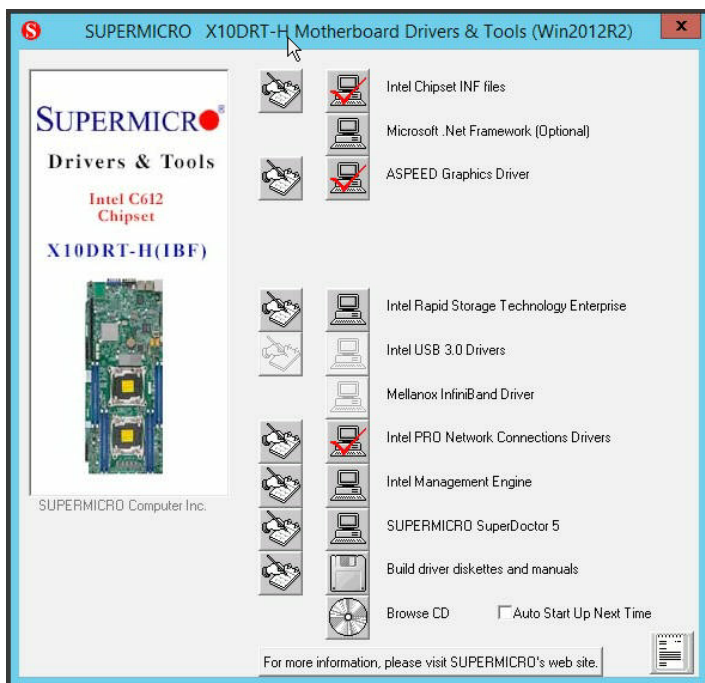 SUPERMICRO X10DRT-H Motherboard Drivers & Tools (Win2012R2)
x
S
SUPERMICRO®
Drivers & Tools
Intel C612
Chipset
X10DRT-H(IBF)
SUPERMICRO Computer Inc.
Intel Chipset INF files
Microsoft .Net Framework (Optional)
ASPEED Graphics Driver
Intel Rapid Storage Technology Enterprise
Intel USB 3.0 Drivers
Mellanox InfiniBand Driver
Intel PRO Network Connections Drivers
Intel Management Engine
SUPERMICRO SuperDoctor 5
Build driver diskettes and manuals
Browse CD
Auto Start Up Next Time
For more information, please visit SUPERMICRO's web site.